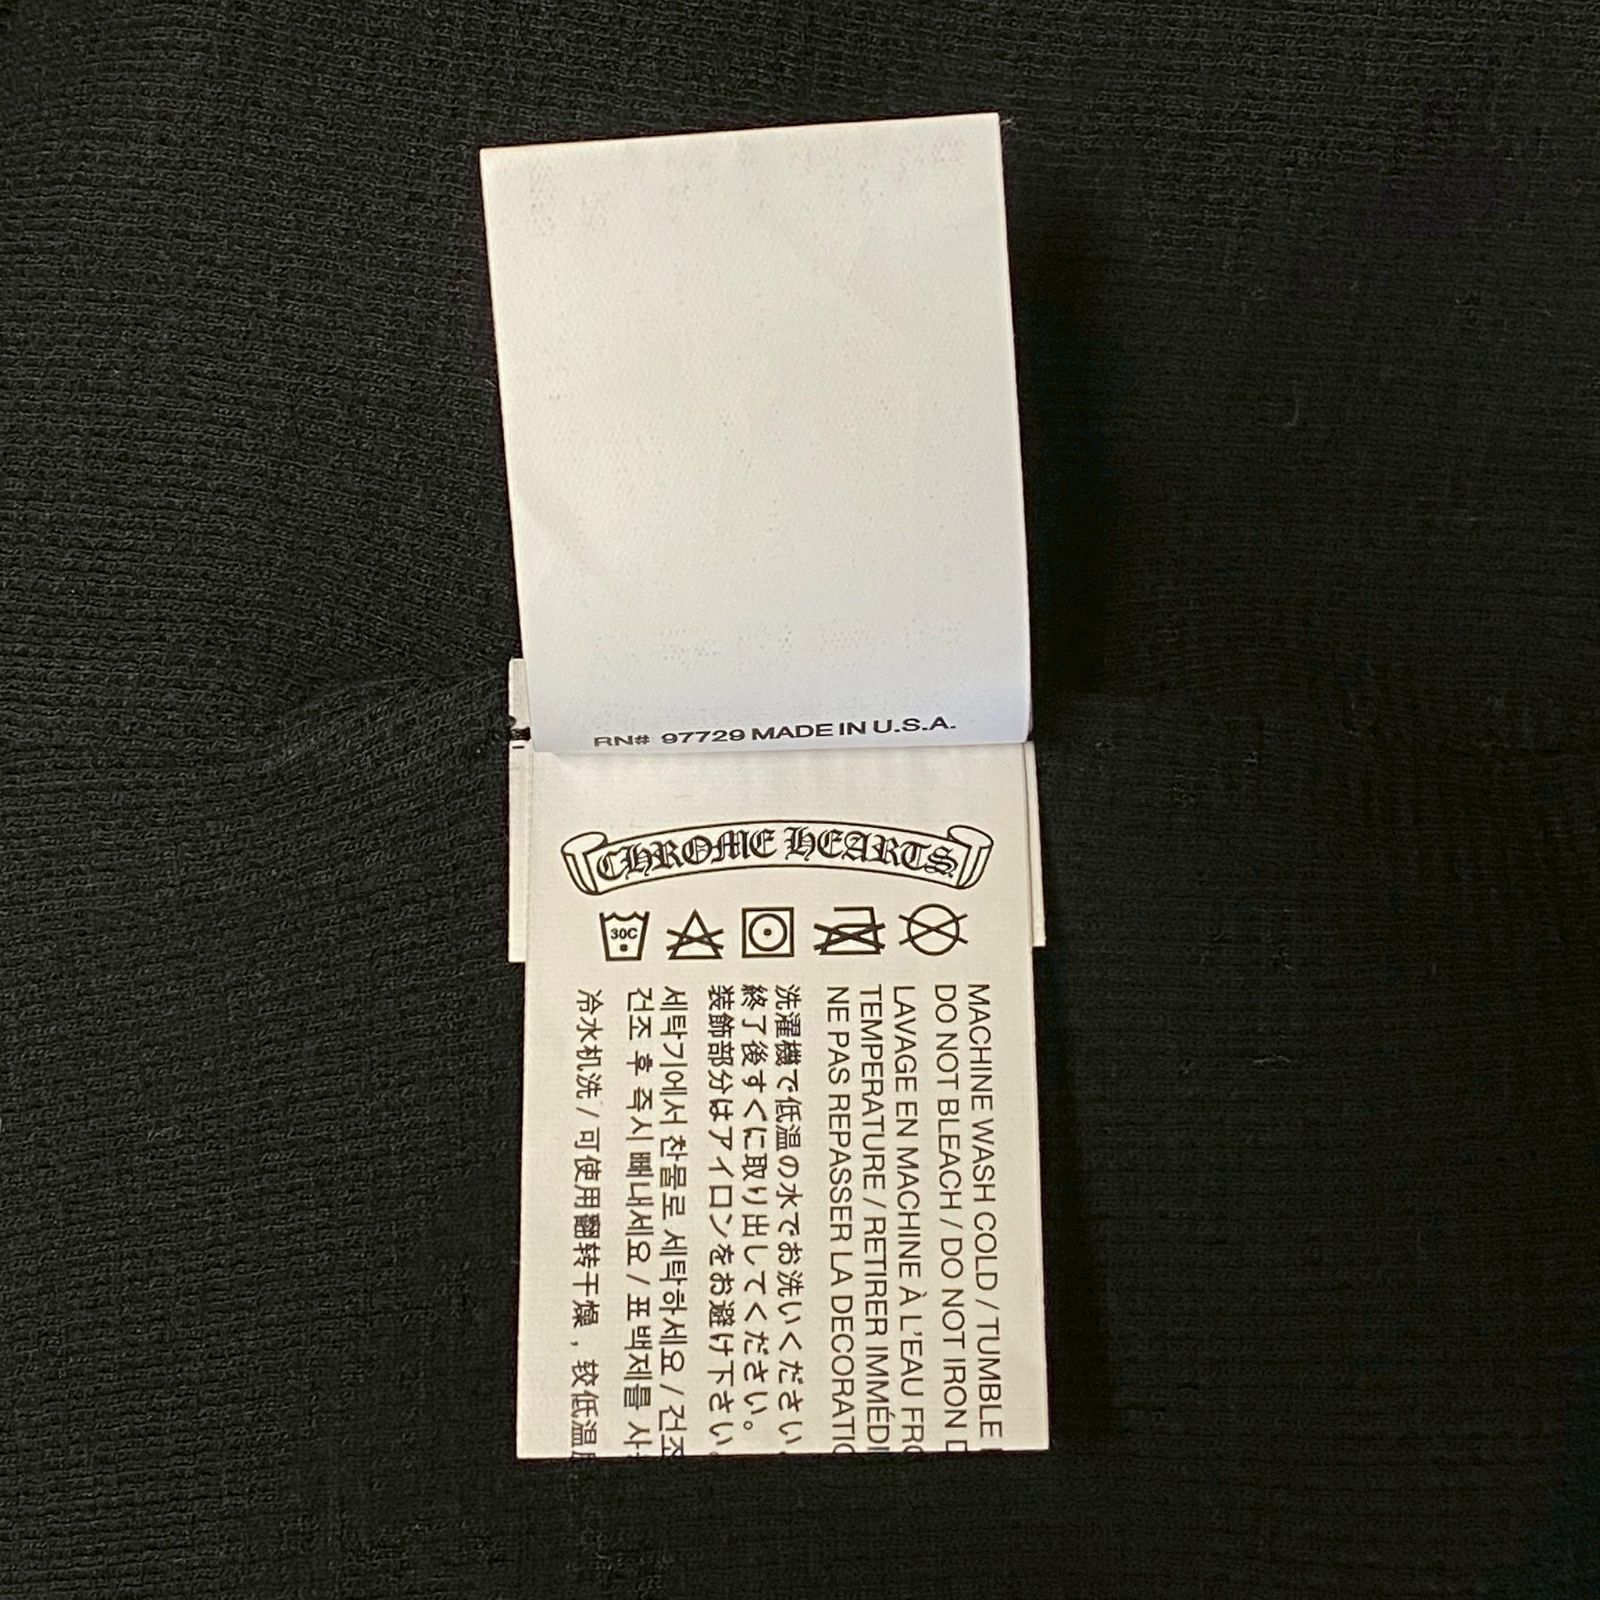 RN# 97729 MADE IN U.S.A.
CHROME HEARTS
30C
MACHINE WASH COLD / TUMBLE
DO NOT BLEACH / DO NOT IRON
LAVAGE EN MACHINE À L'EAU
TEMPERATURE / RETIRER
NE PAS REPASSER LA
洗濯機で低温の水でお洗いください。
終了後すぐに取り出してください。
装飾部分はアイロンをお避け下さい。
세탁기에서 찬물로 세탁하세요 /
건조 후 즉시 빼내세요 / 표백제를
冷水机洗 / 可使用翻转干燥，较低温